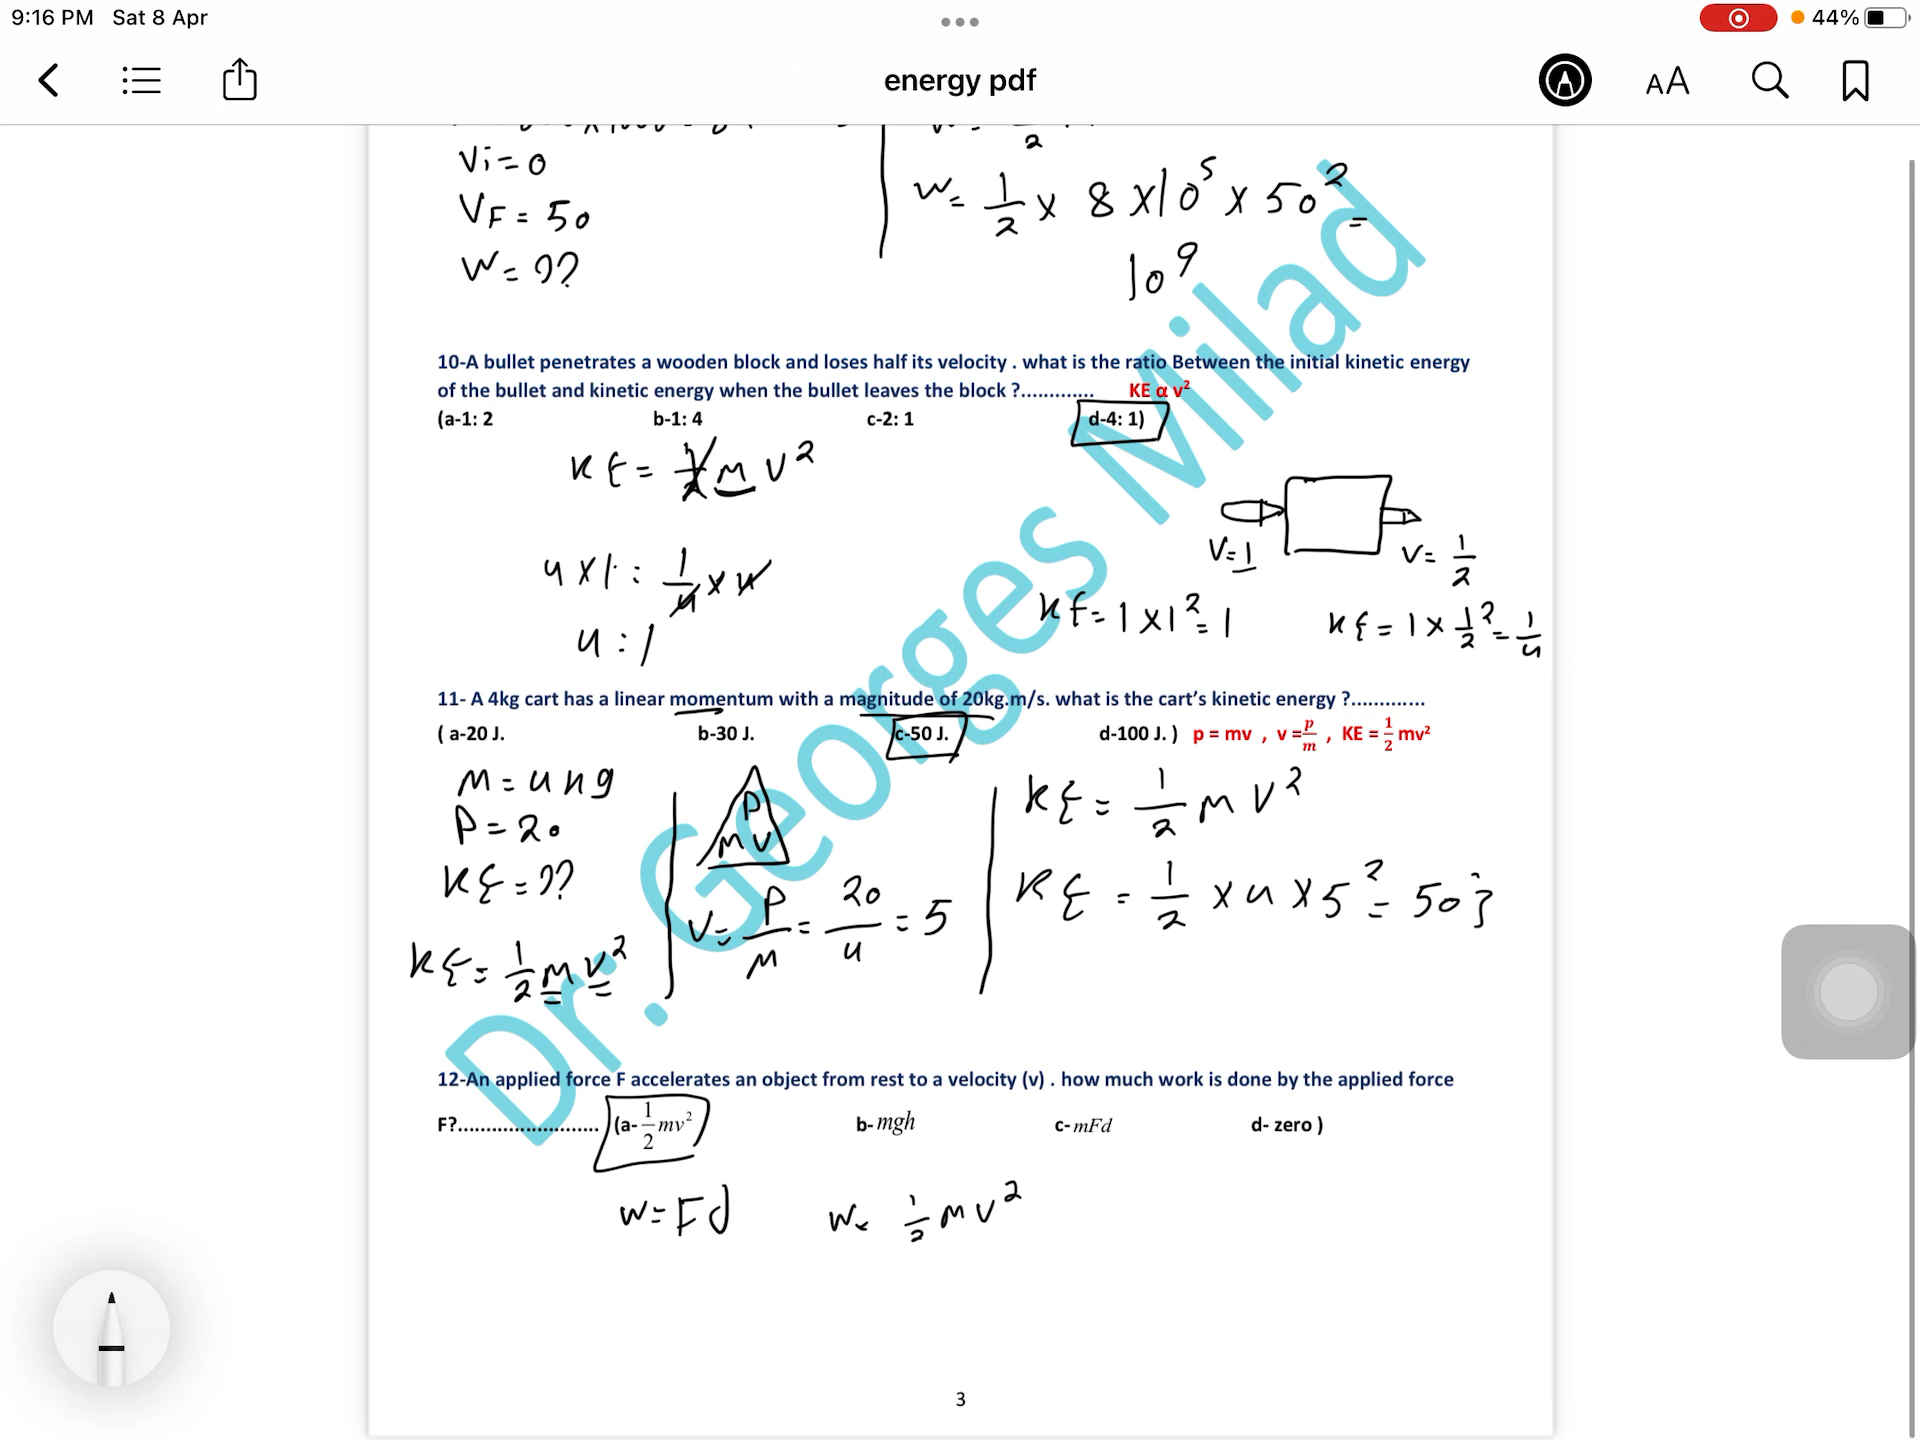 9:16 PM Sat 8 Apr
44%
energy pdf
Vi = 0
VF = 50
W = ??
2
W = 1/2 x 8 x10^5 x 50^2 =
10^9
10-A bullet penetrates a wooden block and loses half its velocity . what is the ratio Between the initial kinetic energy
of the bullet and kinetic energy when the bullet leaves the block ?............. KE α v²
(a-1: 2 b-1: 4 c-2: 1 d-4: 1)
KE = 1/2 m v²
V=1
V= 1/2
4 x 1 : 1/4 x 4
KE = 1x1² = 1
KE = 1 x 1/2² = 1/4
4 : 1
11- A 4kg cart has a linear momentum with a magnitude of 20kg.m/s. what is the cart's kinetic energy ?.............
( a-20 J. b-30 J. c-50 J. d-100 J. ) p = mv , v = p/m , KE = 1/2 mv²
M = 4 kg
P = 20
KE = ??
KE = 1/2 m v²
P
m v
V = P/M = 20/4 = 5
KE = 1/2 m v²
KE = 1/2 x 4 x 5² = 50 J
12-An applied force F accelerates an object from rest to a velocity (v) . how much work is done by the applied force
F?......................... (a- 1/2 mv² b- mgh c- mFd d- zero )
W = Fd
W = 1/2 m v²
3
Dr. Georges Milad